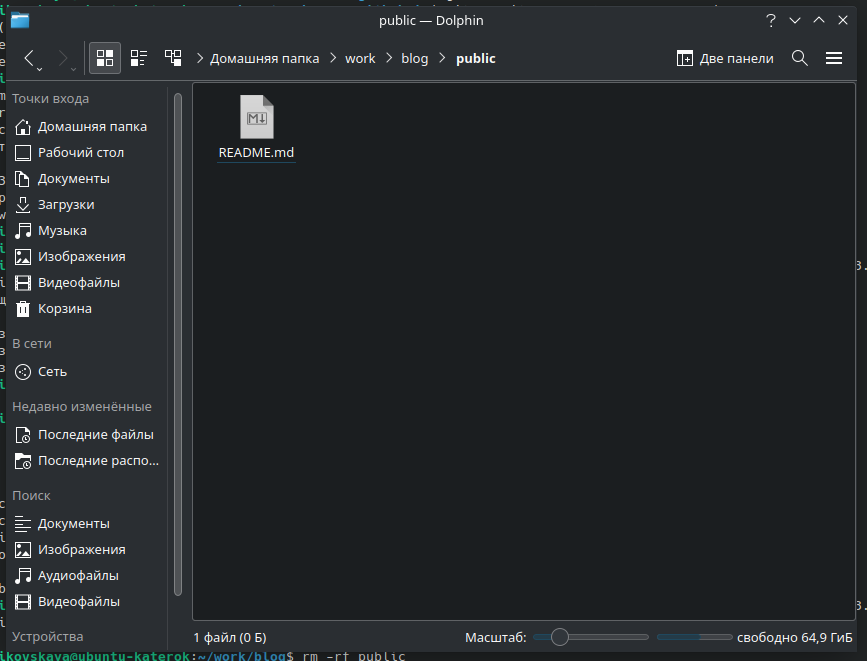 public — Dolphin
Домашняя папка
work
blog
public
Две панели
Точки входа
Домашняя папка
Рабочий стол
Документы
Загрузки
Музыка
Изображения
Видеофайлы
Корзина
В сети
Сеть
Недавно изменённые
Последние файлы
Последние распо...
Поиск
Документы
Изображения
Аудиофайлы
Видеофайлы
Устройства
M↓
README.md
1 файл (0 Б)
Масштаб:
свободно 64,9 ГиБ
ikovskaya@ubuntu-katerok:~/work/blog$ rm -rf public